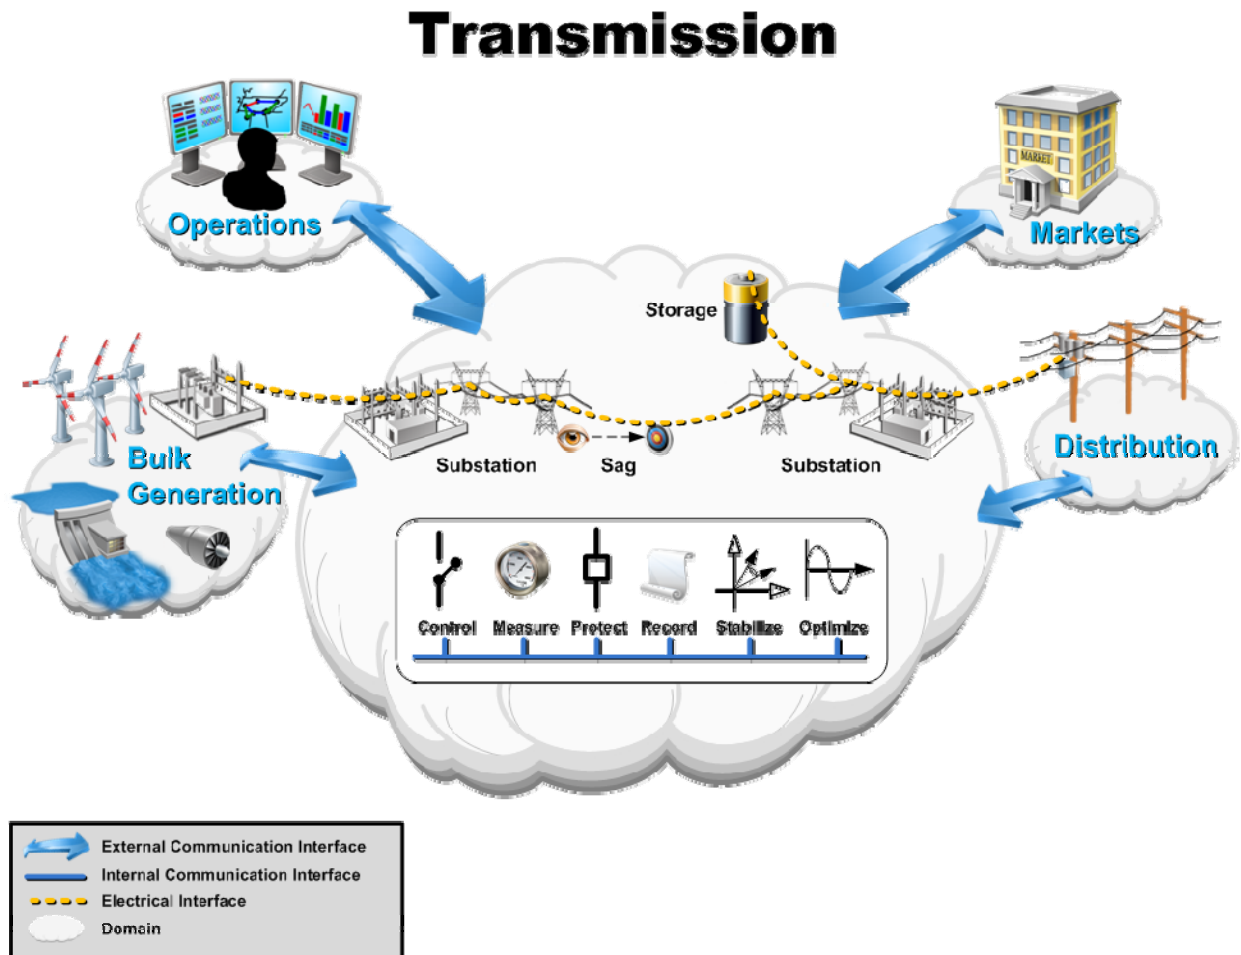 Transmission
Operations
MARKET
Markets
Storage
Bulk
Generation
Substation
Sag
Substation
Distribution
Control Measure Protect Record Stabilize Optimize
External Communication Interface
Internal Communication Interface
Electrical Interface
Domain